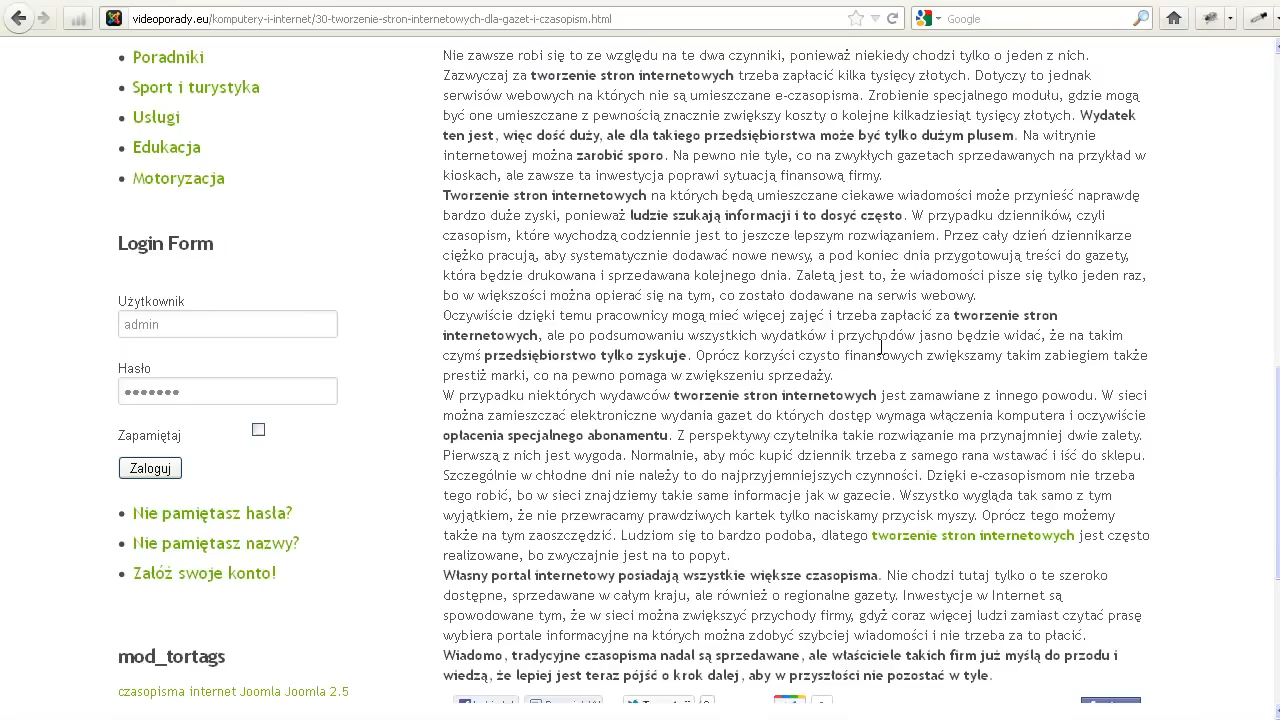 videoporady.eu/ putery-i-internet/30-tworzenie-stron-internetowych-dla-gazet-i-czasopism.html
Google
Poradniki
Sport i turystyka
Usługi
Edukacja
Motoryzacja
Login Form
Użytkownik
admin
Hasło
Zapamiętaj
Zaloguj
Nie pamiętasz hasła?
Nie pamiętasz nazwy?
Załóż swoje konto!
mod_tortags
czasopisma internet Joomla Joomla 2.5
Nie zawsze robi się to ze względu na te dwa czynniki, ponieważ niekiedy chodzi tylko o jeden z nich.
Zazwyczaj za tworzenie stron internetowych trzeba zapłacić kilka tysięcy złotych. Dotyczy to jednak
serwisów webowych na których nie są umieszczane e-czasopisma. Zrobienie specjalnego modułu, gdzie mogą
być one umieszczane z pewnością znacznie zwiększy koszty o kolejne kilkadziesiąt tysięcy złotych. Wydatek
ten jest, więc dość duży, ale dla takiego przedsiębiorstwa może być tylko dużym plusem. Na witrynie
internetowej można zarobić sporo. Na pewno nie tyle, co na zwykłych gazetach sprzedawanych na przykład w
kioskach, ale zawsze ta inwestycja poprawi sytuacją finansową firmy.
Tworzenie stron internetowych na których będą umieszczane ciekawe wiadomości może przynieść naprawdę
bardzo duże zyski, ponieważ ludzie szukają informacji i to dosyć często. W przypadku dzienników, czyli
czasopism, które wychodzą codziennie jest to jeszcze lepszym rozwiązaniem. Przez cały dzień dziennikarze
ciężko pracują, aby systematycznie dodawać nowe newsy, a pod koniec dnia przygotowują treści do gazety,
która będzie drukowana i sprzedawana kolejnego dnia. Zaletą jest to, że wiadomości pisze się tylko jeden raz,
bo w większości można opierać się na tym, co zostało dodawane na serwis webowy.
Oczywiście dzięki temu pracownicy mogą mieć więcej zajęć i trzeba zapłacić za tworzenie stron
internetowych, ale po podsumowaniu wszystkich wydatków i przychodów jasno będzie widać, że na takim
czymś przedsiębiorstwo tylko zyskuje. Oprócz korzyści czysto finansowych zwiększamy takim zabiegiem także
prestiż marki, co na pewno pomaga w zwiększeniu sprzedaży.
W przypadku niektórych wydawców tworzenie stron internetowych jest zamawiane z innego powodu. W sieci
można zamieszczać elektroniczne wydania gazet do których dostęp wymaga włączenia komputera i oczywiście
opłacenia specjalnego abonamentu. Z perspektywy czytelnika takie rozwiązanie ma przynajmniej dwie zalety.
Pierwszą z nich jest wygoda. Normalnie, aby móc kupić dziennik trzeba z samego rana wstawać i iść do sklepu.
Szczególnie w chłodne dni nie należy to do najprzyjemniejszych czynności. Dzięki e-czasopismom nie trzeba
tego robić, bo w sieci znajdziemy takie same informacje jak w gazecie. Wszystko wygląda tak samo z tym
wyjątkiem, że nie przewracamy prawdziwych kartek tylko naciskamy przycisk myszy. Oprócz tego możemy
także na tym zaoszczędzić. Ludziom się to bardzo podoba, dlatego tworzenie stron internetowych jest często
realizowane, bo zwyczajnie jest na to popyt.
Własny portal internetowy posiadają wszystkie większe czasopisma. Nie chodzi tutaj tylko o te szeroko
dostępne, sprzedawane w całym kraju, ale również o regionalne gazety. Inwestycje w Internet są
spowodowane tym, że w sieci można zwiększyć przychody firmy, gdyż coraz więcej ludzi zamiast czytać prasę
wybiera portale informacyjne na których można zdobyć szybciej wiadomości i nie trzeba za to płacić.
Wiadomo, tradycyjne czasopisma nadal są sprzedawane, ale właściciele takich firm już myślą do przodu i
wiedzą, że lepiej jest teraz pójść o krok dalej, aby w przyszłości nie pozostać w tyle.